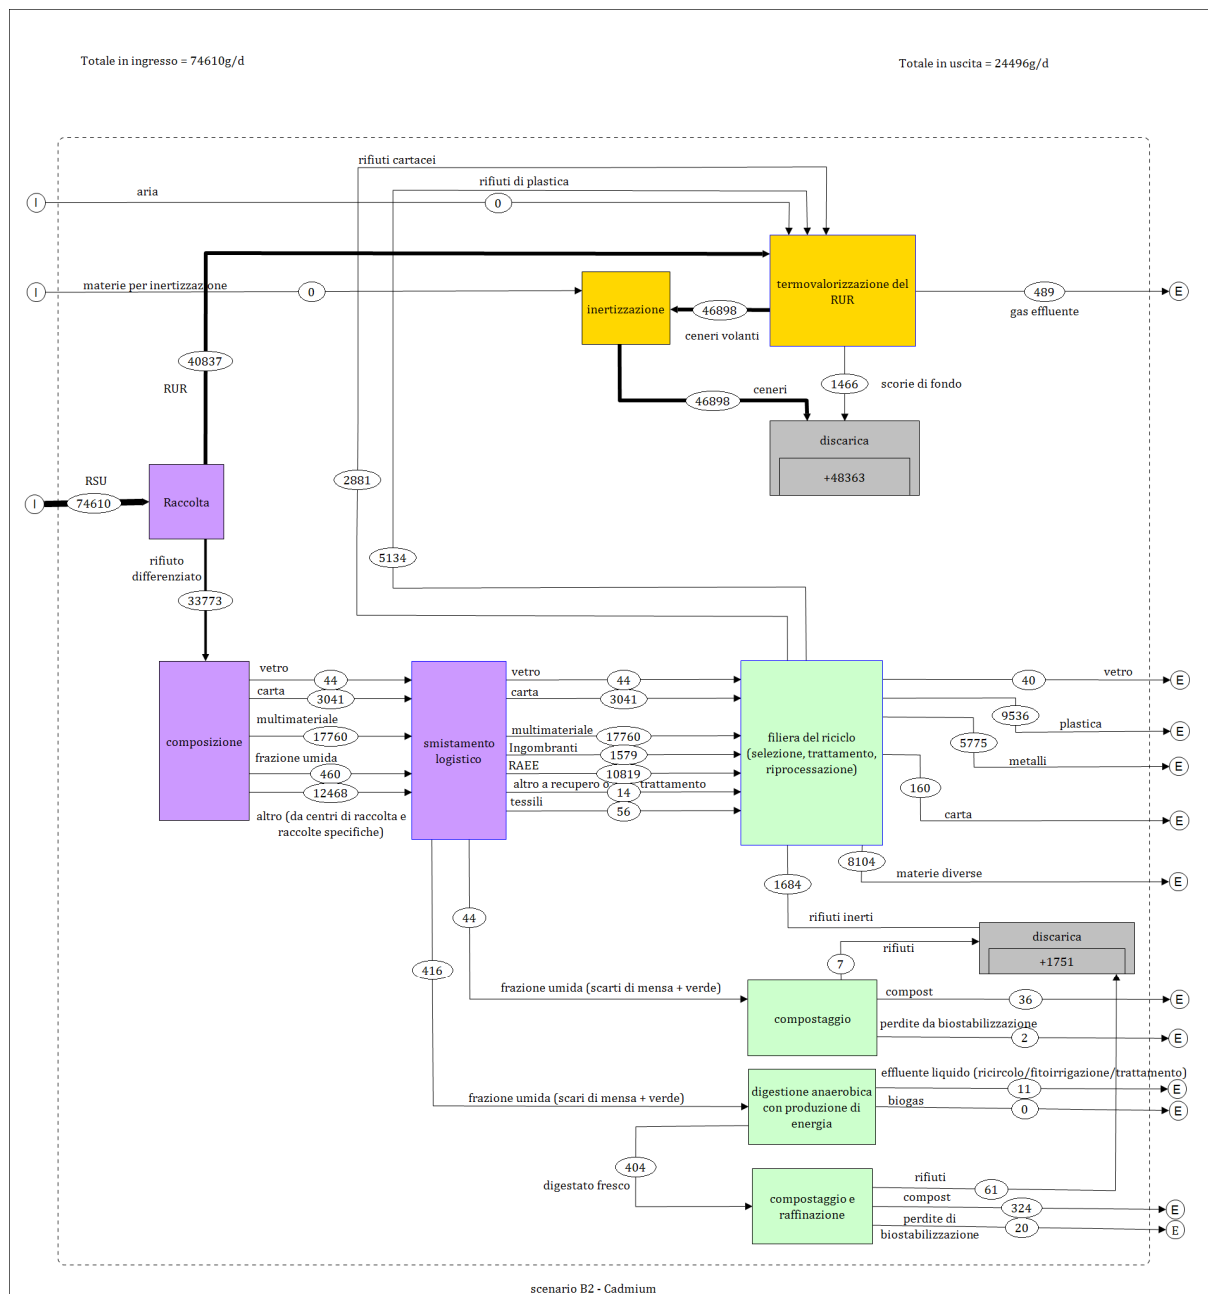 Totale in ingresso = 74610g/d
Totale in uscita = 24496g/d
rifiuti cartacei
rifiuti di plastica
aria
I
0
termovalorizzazione del
RUR
materie per inertizzazione
I
0
inertizzazione
46898
ceneri volanti
489
E
gas effluente
40837
RUR
1466
scorie di fondo
ceneri
46898
discarica
+48363
2881
RSU
I
74610
Raccolta
5134
rifiuto
differenziato
33773
composizione
vetro
44
carta
3041
multimateriale
17760
frazione umida
460
12468
altro (da centri di raccolta e
raccolte specifiche)
smistamento
logistico
vetro
44
carta
3041
multimateriale
17760
Ingombranti
1579
RAEE
10819
altro a recupero o trattamento
14
tessili
56
filiera del riciclo
(selezione, trattamento,
riprocessazione)
40
vetro
E
9536
plastica
E
5775
metalli
E
160
carta
E
8104
materie diverse
E
1684
rifiuti inerti
discarica
+1751
44
416
rifiuti
7
frazione umida (scarti di mensa + verde)
compostaggio
compost
36
E
perdite da biostabilizzazione
2
E
effluente liquido (ricircolo/fitoirrigazione/trattamento)
11
E
frazione umida (scari di mensa + verde)
digestione anaerobica
con produzione di
energia
biogas
0
E
404
digestato fresco
compostaggio e
raffinazione
rifiuti
61
compost
324
E
perdite di
biostabilizzazione
20
E
scenario B2 - Cadmium